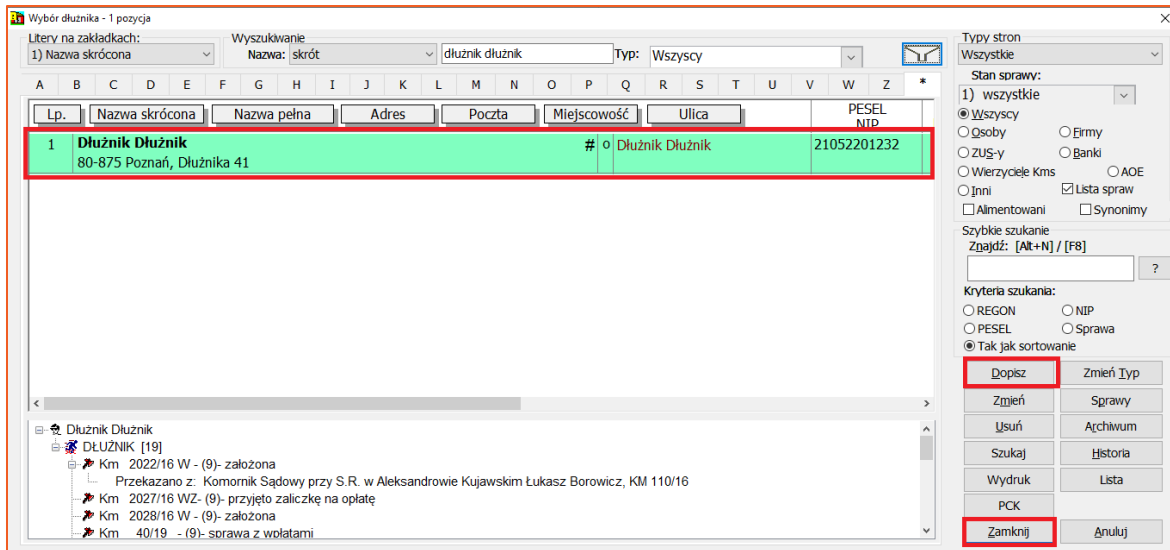 Wybór dłużnika - 1 pozycja
Litery na zakładkach:
1) Nazwa skrócona
Wyszukiwanie
Nazwa: skrót
dłużnik dłużnik
Typ: Wszyscy
A B C D E F G H I J K L M N O P Q R S T U V W Z *
Lp. Nazwa skrócona Nazwa pełna Adres Poczta Miejscowość Ulica PESEL
NIP
1 Dłużnik Dłużnik # o Dłużnik Dłużnik 21052201232
80-875 Poznań, Dłużnika 41
Dłużnik Dłużnik
DŁUŻNIK [19]
Km 2022/16 W - (9)- założona
Przekazano z: Komornik Sądowy przy S.R. w Aleksandrowie Kujawskim Łukasz Borowicz, KM 110/16
Km 2027/16 WZ- (9)- przyjęto zaliczkę na opłatę
Km 2028/16 W - (9)- założona
Km 40/19 - (9)- sprawa z wpłatami
Typy stron
Wszystkie
Stan sprawy:
1) wszystkie
Wszyscy
Osoby Firmy
ZUS-y Banki
Wierzyciele Kms AOE
Inni Lista spraw
Alimentowani Synonimy
Szybkie szukanie
Znajdź: [Alt+N] / [F8]
?
Kryteria szukania:
REGON NIP
PESEL Sprawa
Tak jak sortowanie
Dopisz Zmień Typ
Zmień Sprawy
Usuń Archiwum
Szukaj Historia
Wydruk Lista
PCK
Zamknij Anuluj